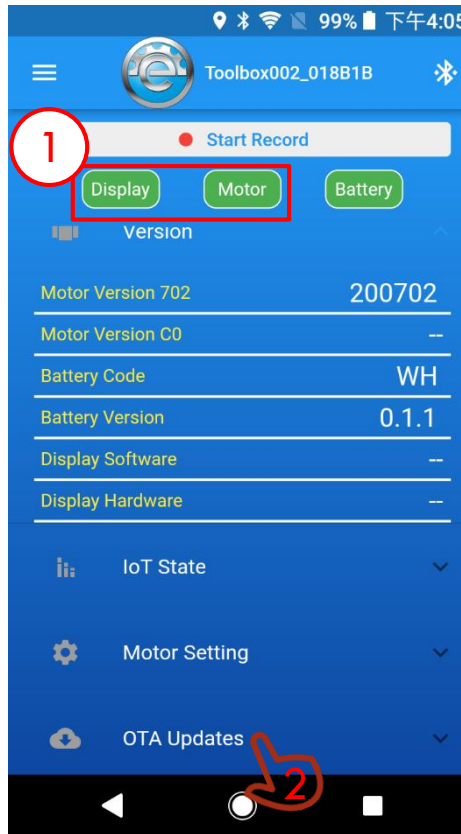 99% 下午4:05
Toolbox002_018B1B
1
Start Record
Display Motor Battery
Version
Motor Version 702 200702
Motor Version C0 --
Battery Code WH
Battery Version 0.1.1
Display Software --
Display Hardware --
IoT State
Motor Setting
OTA Updates
2